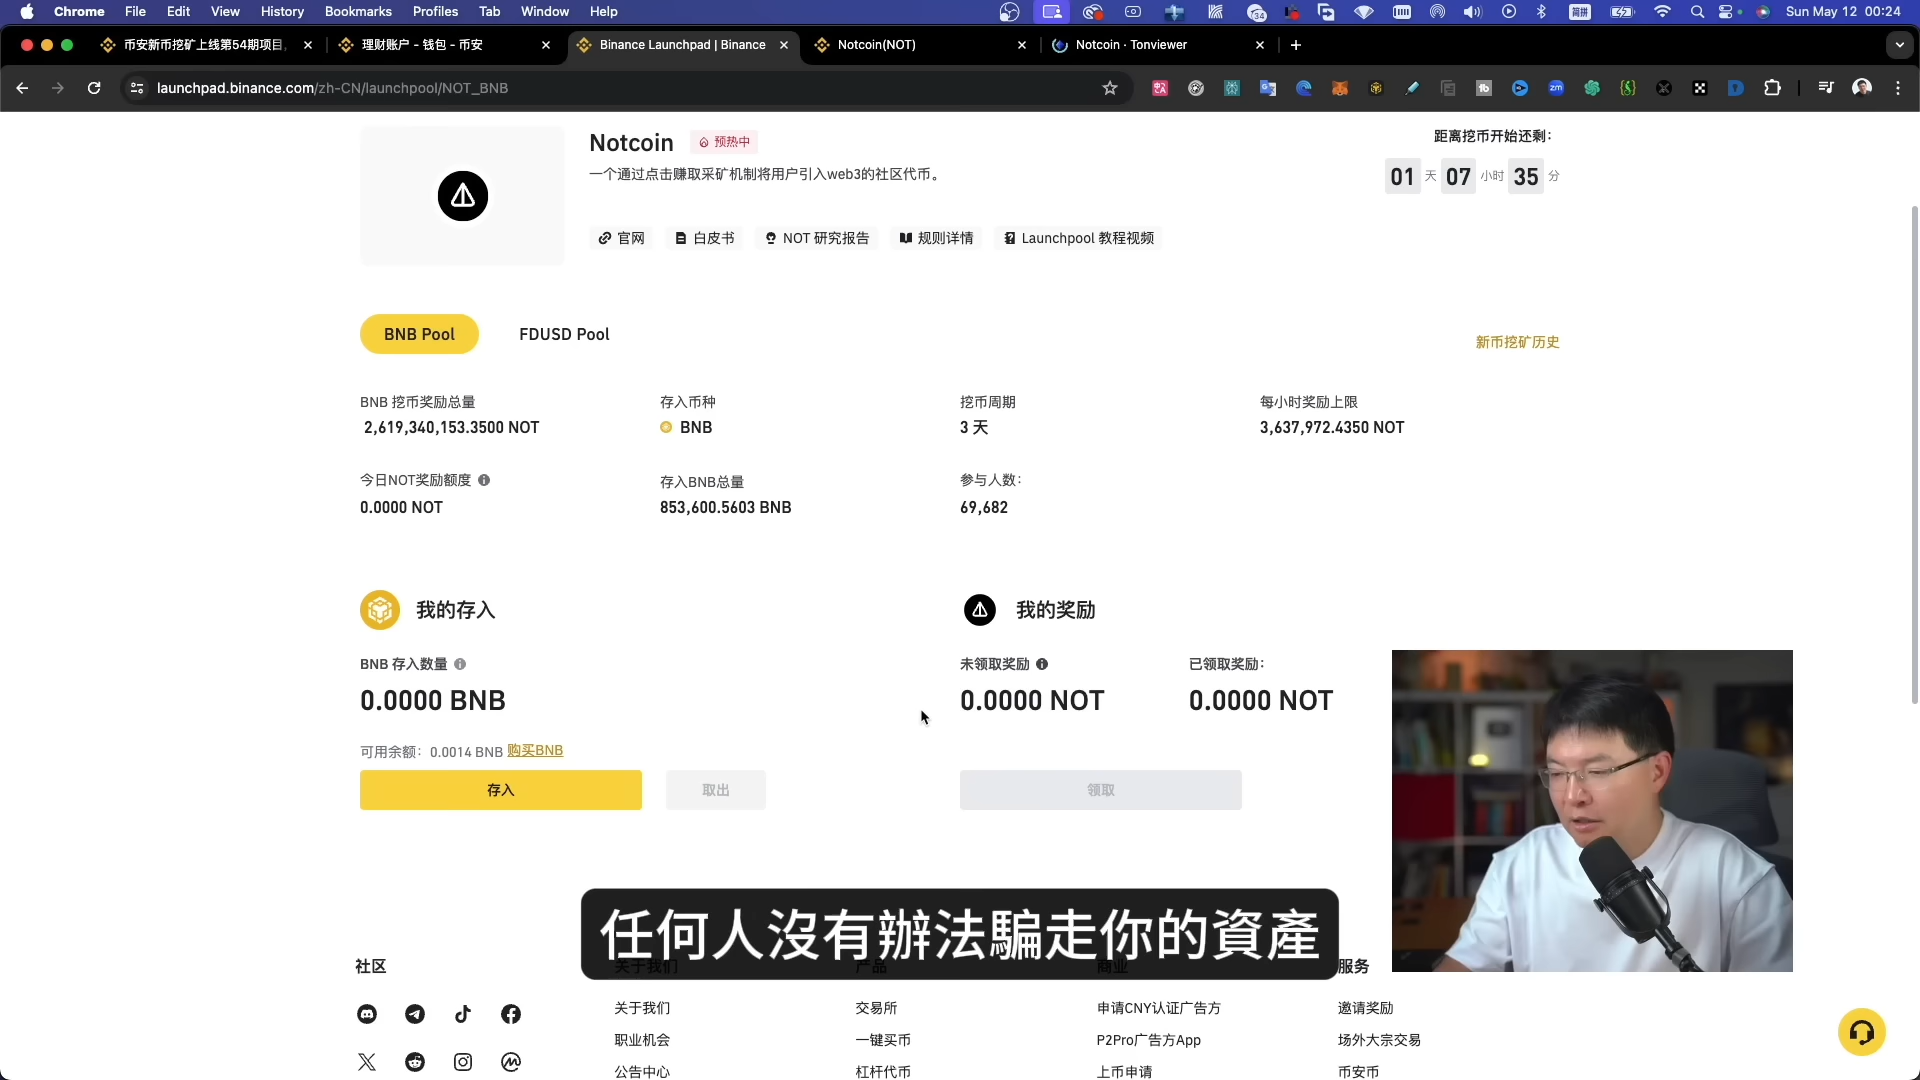 Chrome File Edit View History Bookmarks Profiles Tab Window Help Sun May 12 00:24
币安新币挖矿上线第54期项目, 理财账户 - 钱包 - 币安 Binance Launchpad | Binance Notcoin(NOT) Notcoin · Tonviewer
launchpad.binance.com/zh-CN/launchpool/NOT_BNB
Notcoin 预热中
距离挖币开始还剩:
一个通过点击赚取采矿机制将用户引入web3的社区代币。
01 天 07 小时 35 分
官网 白皮书 NOT 研究报告 规则详情 Launchpool 教程视频
BNB Pool FDUSD Pool
新币挖矿历史
BNB 挖币奖励总量 存入币种 挖币周期 每小时奖励上限
2,619,340,153.3500 NOT BNB 3 天 3,637,972.4350 NOT
今日NOT奖励额度 存入BNB总量 参与人数:
0.0000 NOT 853,600.5603 BNB 69,682
我的存入 我的奖励
BNB 存入数量 未领取奖励 已领取奖励:
0.0000 BNB 0.0000 NOT 0.0000 NOT
可用余额: 0.0014 BNB 购买BNB
存入 取出 领取
任何人沒有辦法騙走你的資產
社区 关于我们 产品 商业 服务
关于我们 交易所 申请CNY认证广告方 邀请奖励
职业机会 一键买币 P2Pro广告方App 场外大宗交易
公告中心 杠杆代币 上币申请 币安币